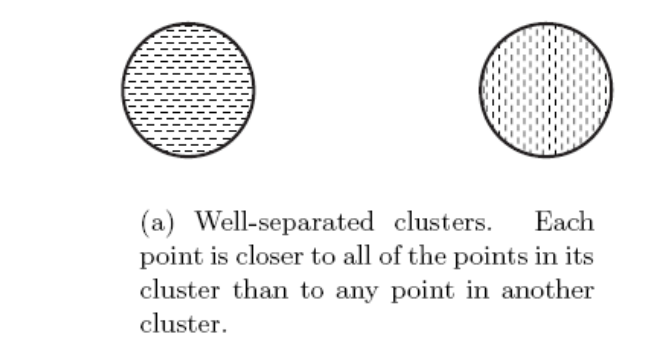 (a) Well-separated clusters. Each
point is closer to all of the points in its
cluster than to any point in another
cluster.